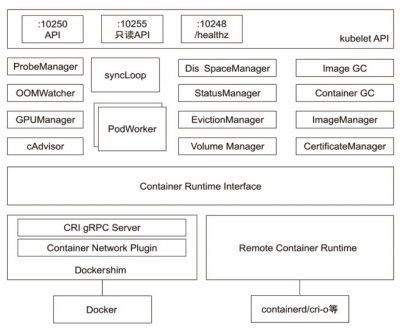 :10250
API
:10255
只读API
:10248
/healthz
kubelet API
ProbeManager
syncLoop
Dis SpaceManager
Image GC
OOMWatcher
StatusManager
Container GC
GPUManager
PodWorker
EvictionManager
ImageManager
cAdvisor
Volume Manager
CertificateManager
Container Runtime Interface
CRI gRPC Server
Container Network Plugin
Dockershim
Remote Container Runtime
Docker
containerd/cri-o等